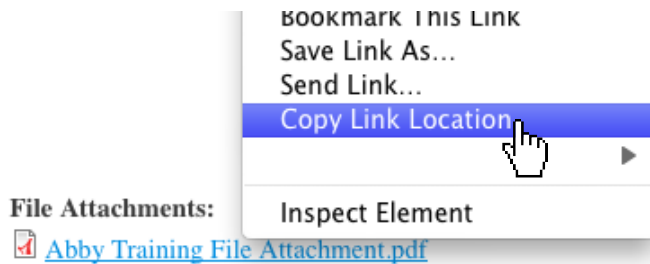 Bookmark This Link
Save Link As...
Send Link...
Copy Link Location
Inspect Element
File Attachments:
Abby Training File Attachment.pdf